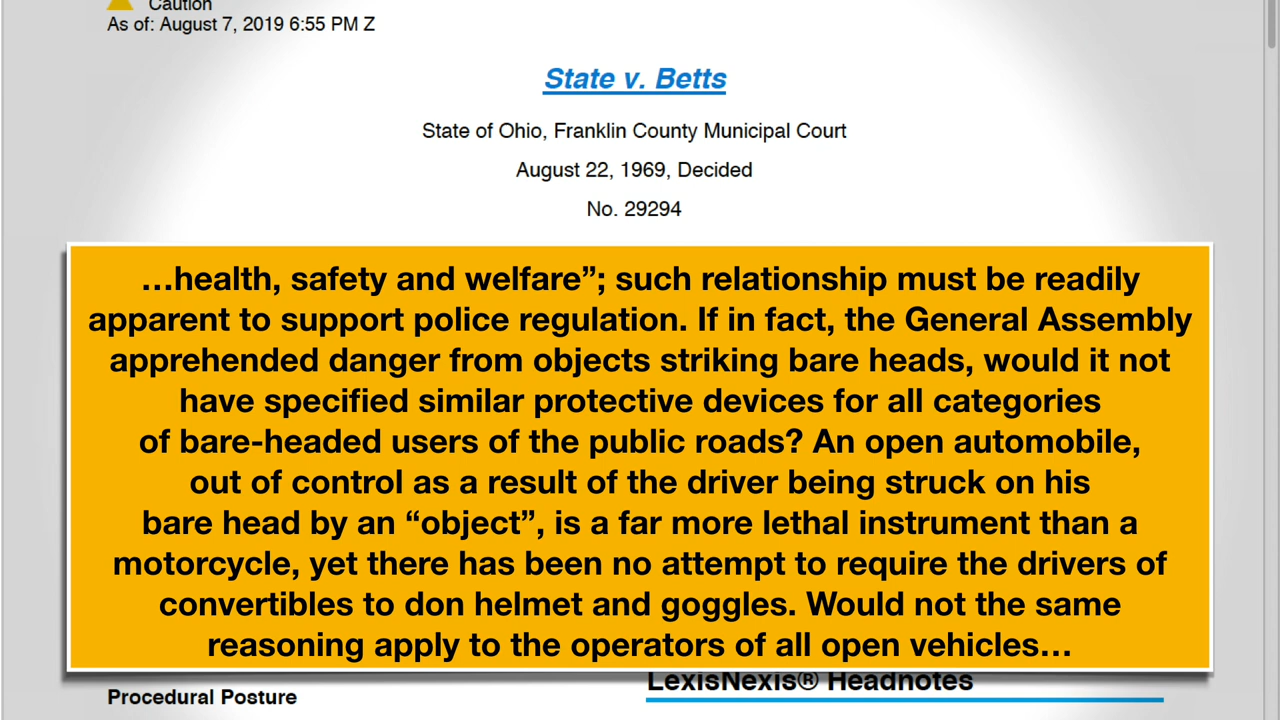 Caution
As of: August 7, 2019 6:55 PM Z
State v. Betts
State of Ohio, Franklin County Municipal Court
August 22, 1969, Decided
No. 29294
…health, safety and welfare”; such relationship must be readily
apparent to support police regulation. If in fact, the General Assembly
apprehended danger from objects striking bare heads, would it not
have specified similar protective devices for all categories
of bare-headed users of the public roads? An open automobile,
out of control as a result of the driver being struck on his
bare head by an “object”, is a far more lethal instrument than a
motorcycle, yet there has been no attempt to require the drivers of
convertibles to don helmet and goggles. Would not the same
reasoning apply to the operators of all open vehicles…
LexisNexis® Headnotes
Procedural Posture